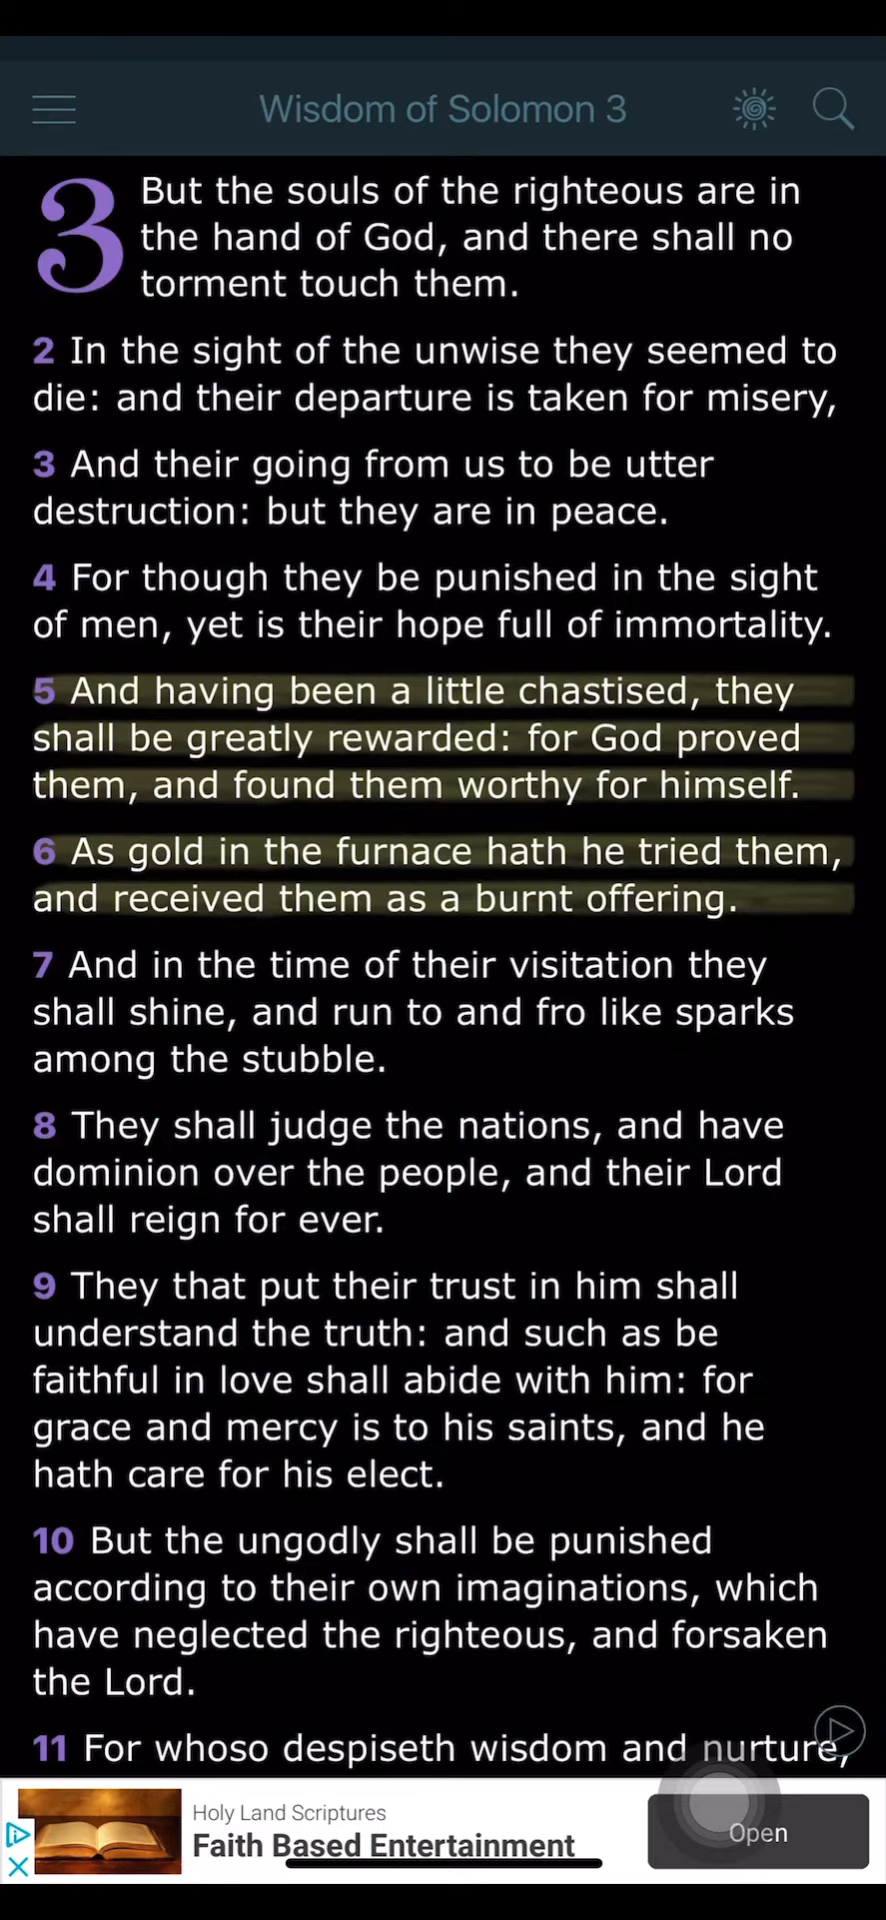 Wisdom of Solomon 3
3 But the souls of the righteous are in
the hand of God, and there shall no
torment touch them.
2 In the sight of the unwise they seemed to
die: and their departure is taken for misery,
3 And their going from us to be utter
destruction: but they are in peace.
4 For though they be punished in the sight
of men, yet is their hope full of immortality.
5 And having been a little chastised, they
shall be greatly rewarded: for God proved
them, and found them worthy for himself.
6 As gold in the furnace hath he tried them,
and received them as a burnt offering.
7 And in the time of their visitation they
shall shine, and run to and fro like sparks
among the stubble.
8 They shall judge the nations, and have
dominion over the people, and their Lord
shall reign for ever.
9 They that put their trust in him shall
understand the truth: and such as be
faithful in love shall abide with him: for
grace and mercy is to his saints, and he
hath care for his elect.
10 But the ungodly shall be punished
according to their own imaginations, which
have neglected the righteous, and forsaken
the Lord.
11 For whoso despiseth wisdom and nurture,
Holy Land Scriptures
Faith Based Entertainment
Open